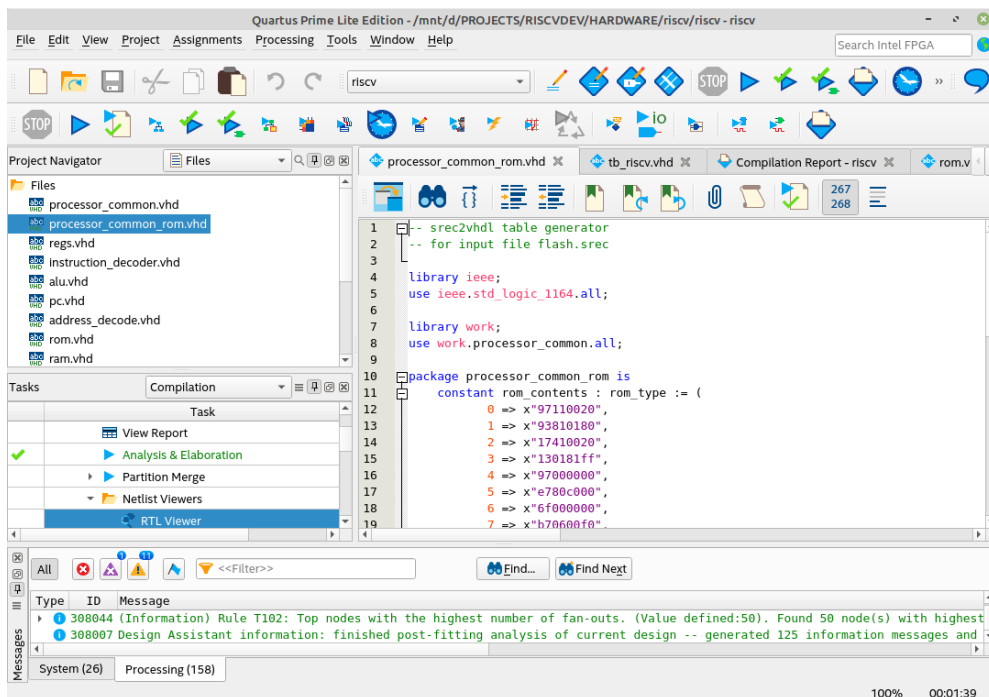 Quartus Prime Lite Edition - /mnt/d/PROJECTS/RISCVDEV/HARDWARE/riscv/riscv - riscv
File Edit View Project Assignments Processing Tools Window Help
Search Intel FPGA
riscv
STOP
»
STOP
io
Project Navigator
Files
Files
processor_common.vhd
processor_common_rom.vhd
regs.vhd
instruction_decoder.vhd
alu.vhd
pc.vhd
address_decode.vhd
rom.vhd
ram.vhd
Tasks
Compilation
Task
View Report
Analysis & Elaboration
Partition Merge
Netlist Viewers
RTL Viewer
processor_common_rom.vhd
tb_riscv.vhd
Compilation Report - riscv
rom.v
267
268
1 -- srec2vhdl table generator
2 -- for input file flash.srec
3
4 library ieee;
5 use ieee.std_logic_1164.all;
6
7 library work;
8 use work.processor_common.all;
9
10 package processor_common_rom is
11 constant rom_contents : rom_type := (
12 0 => x"97110020",
13 1 => x"93810180",
14 2 => x"17410020",
15 3 => x"130181ff",
16 4 => x"97000000",
17 5 => x"e780c000",
18 6 => x"6f000000",
19 7 => x"b70600f0",
All
1
11
<<Filter>>
Find...
Find Next
Type ID Message
308044 (Information) Rule T102: Top nodes with the highest number of fan-outs. (Value defined:50). Found 50 node(s) with highest
308007 Design Assistant information: finished post-fitting analysis of current design -- generated 125 information messages and
Messages
System (26)
Processing (158)
100% 00:01:39